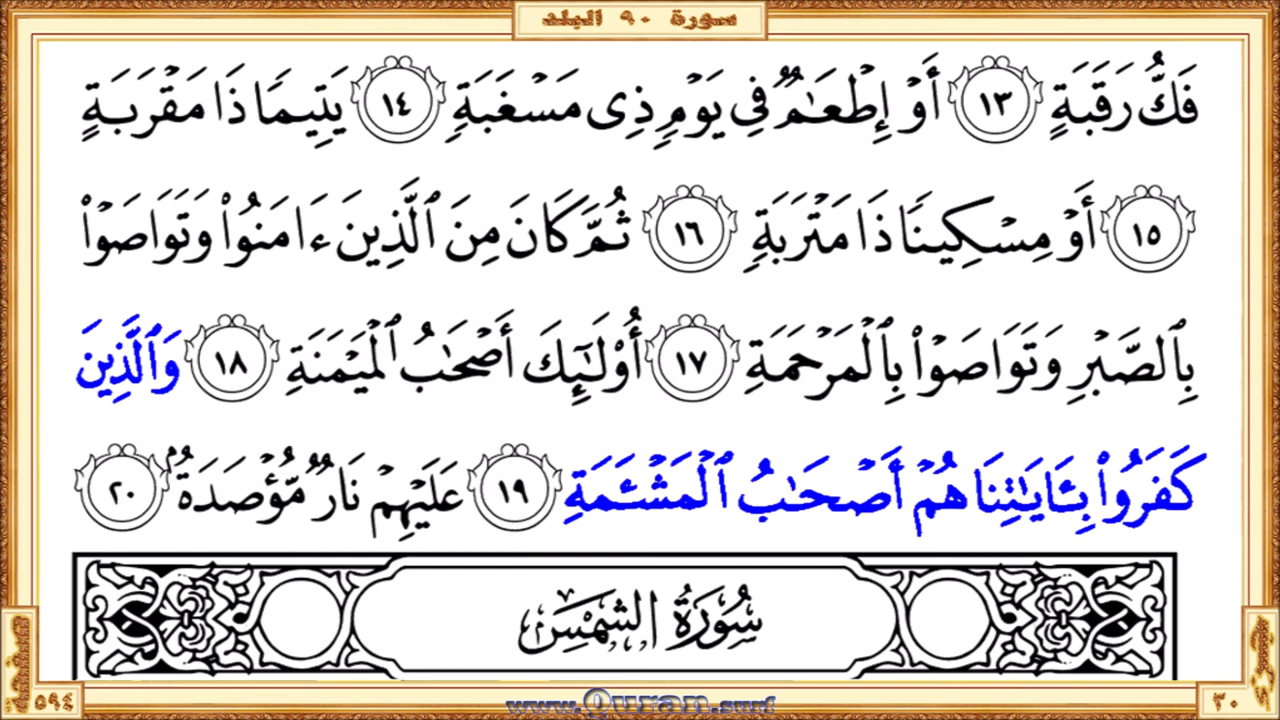 سورة ٩٠ البلد
فَكُّ رَقَبَةٍ ١٣ أَوْ إِطْعَـٰمٌ فِى يَوْمٍ ذِى مَسْغَبَةٍ ١٤ يَتِيمًا ذَا مَقْرَبَةٍ
١٥ أَوْ مِسْكِينًا ذَا مَتْرَبَةٍ ١٦ ثُمَّ كَانَ مِنَ ٱلَّذِينَ ءَامَنُوا۟ وَتَوَاصَوْا۟
بِٱلصَّبْرِ وَتَوَاصَوْا۟ بِٱلْمَرْحَمَةِ ١٧ أُو۟لَـٰٓئِكَ أَصْحَـٰبُ ٱلْمَيْمَنَةِ ١٨ وَٱلَّذِينَ
كَفَرُوا۟ بِـَٔايَـٰتِنَا هُمْ أَصْحَـٰبُ ٱلْمَشْـَٔمَةِ ١٩ عَلَيْهِمْ نَارٌ مُّؤْصَدَةٌۢ ٢٠
سُورَةُ الشَّمْسِ
الصفحة
٥٩٤
www.Quran.surf
٣٠